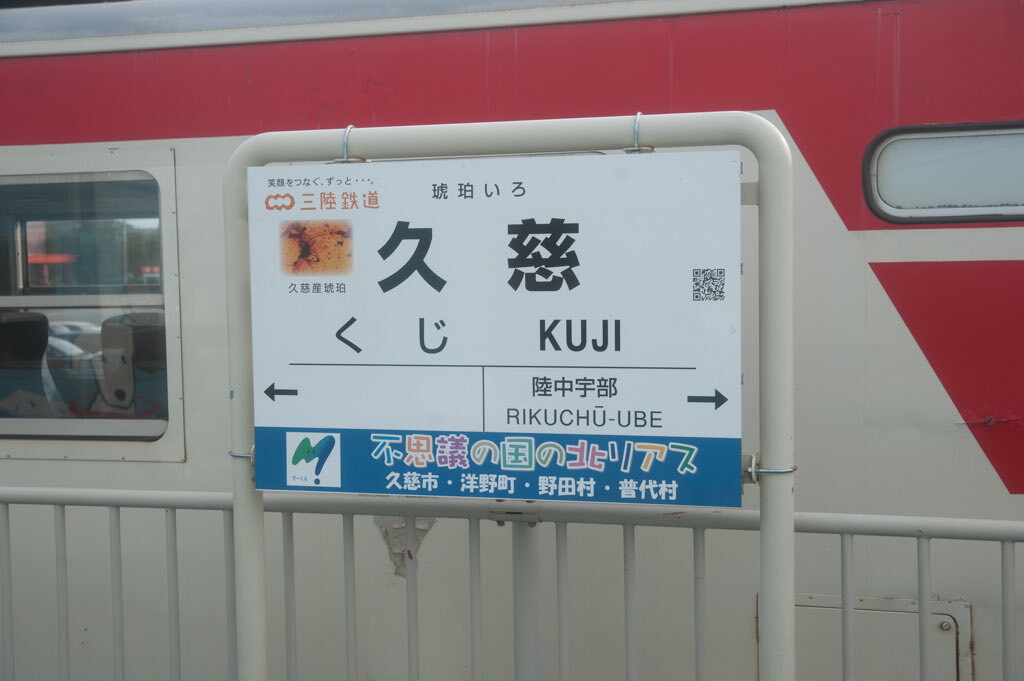 笑顔をつなぐ、ずっと・・・。
三陸鉄道
琥珀いろ
久慈
久慈産琥珀
くじ KUJI
陸中宇部
RIKUCHŪ-UBE
不思議の国の北リアス
久慈市・洋野町・野田村・普代村